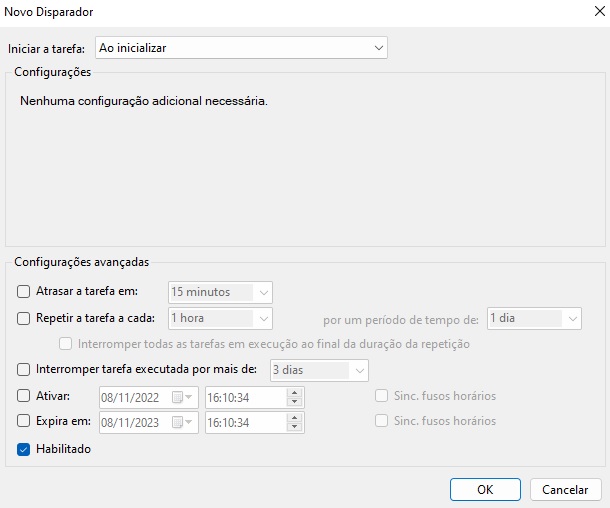 Novo Disparador
Iniciar a tarefa: Ao inicializar
Configurações
Nenhuma configuração adicional necessária.
Configurações avançadas
Atrasar a tarefa em: 15 minutos
Repetir a tarefa a cada: 1 hora por um período de tempo de: 1 dia
Interromper todas as tarefas em execução ao final da duração da repetição
Interromper tarefa executada por mais de: 3 dias
Ativar: 08/11/2022 16:10:34 Sinc. fusos horários
Expira em: 08/11/2023 16:10:34 Sinc. fusos horários
Habilitado
OK Cancelar